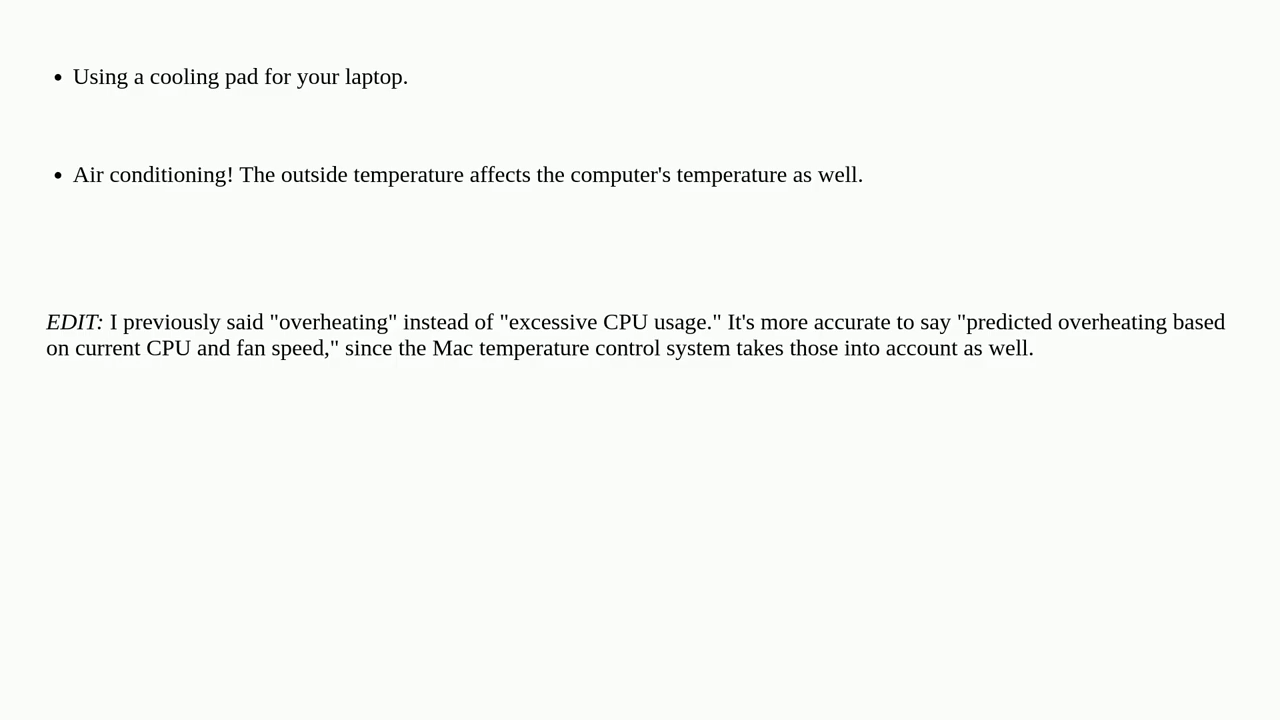 • Using a cooling pad for your laptop.
• Air conditioning! The outside temperature affects the computer's temperature as well.
EDIT: I previously said "overheating" instead of "excessive CPU usage." It's more accurate to say "predicted overheating based
on current CPU and fan speed," since the Mac temperature control system takes those into account as well.